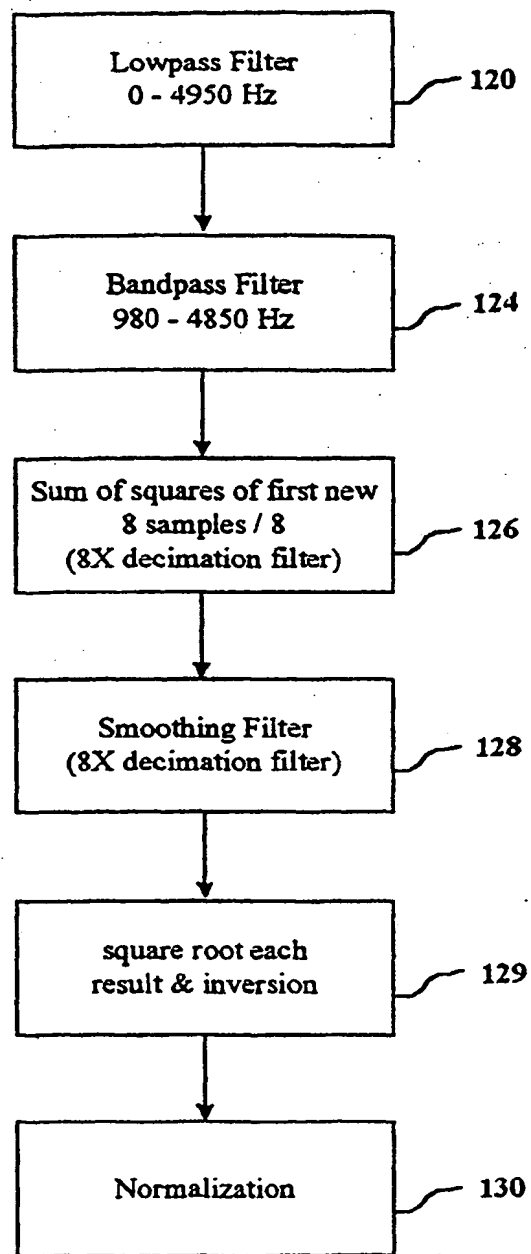 Lowpass Filter
0 - 4950 Hz
120
Bandpass Filter
980 - 4850 Hz
124
Sum of squares of first new
8 samples / 8
(8X decimation filter)
126
Smoothing Filter
(8X decimation filter)
128
square root each
result & inversion
129
Normalization
130